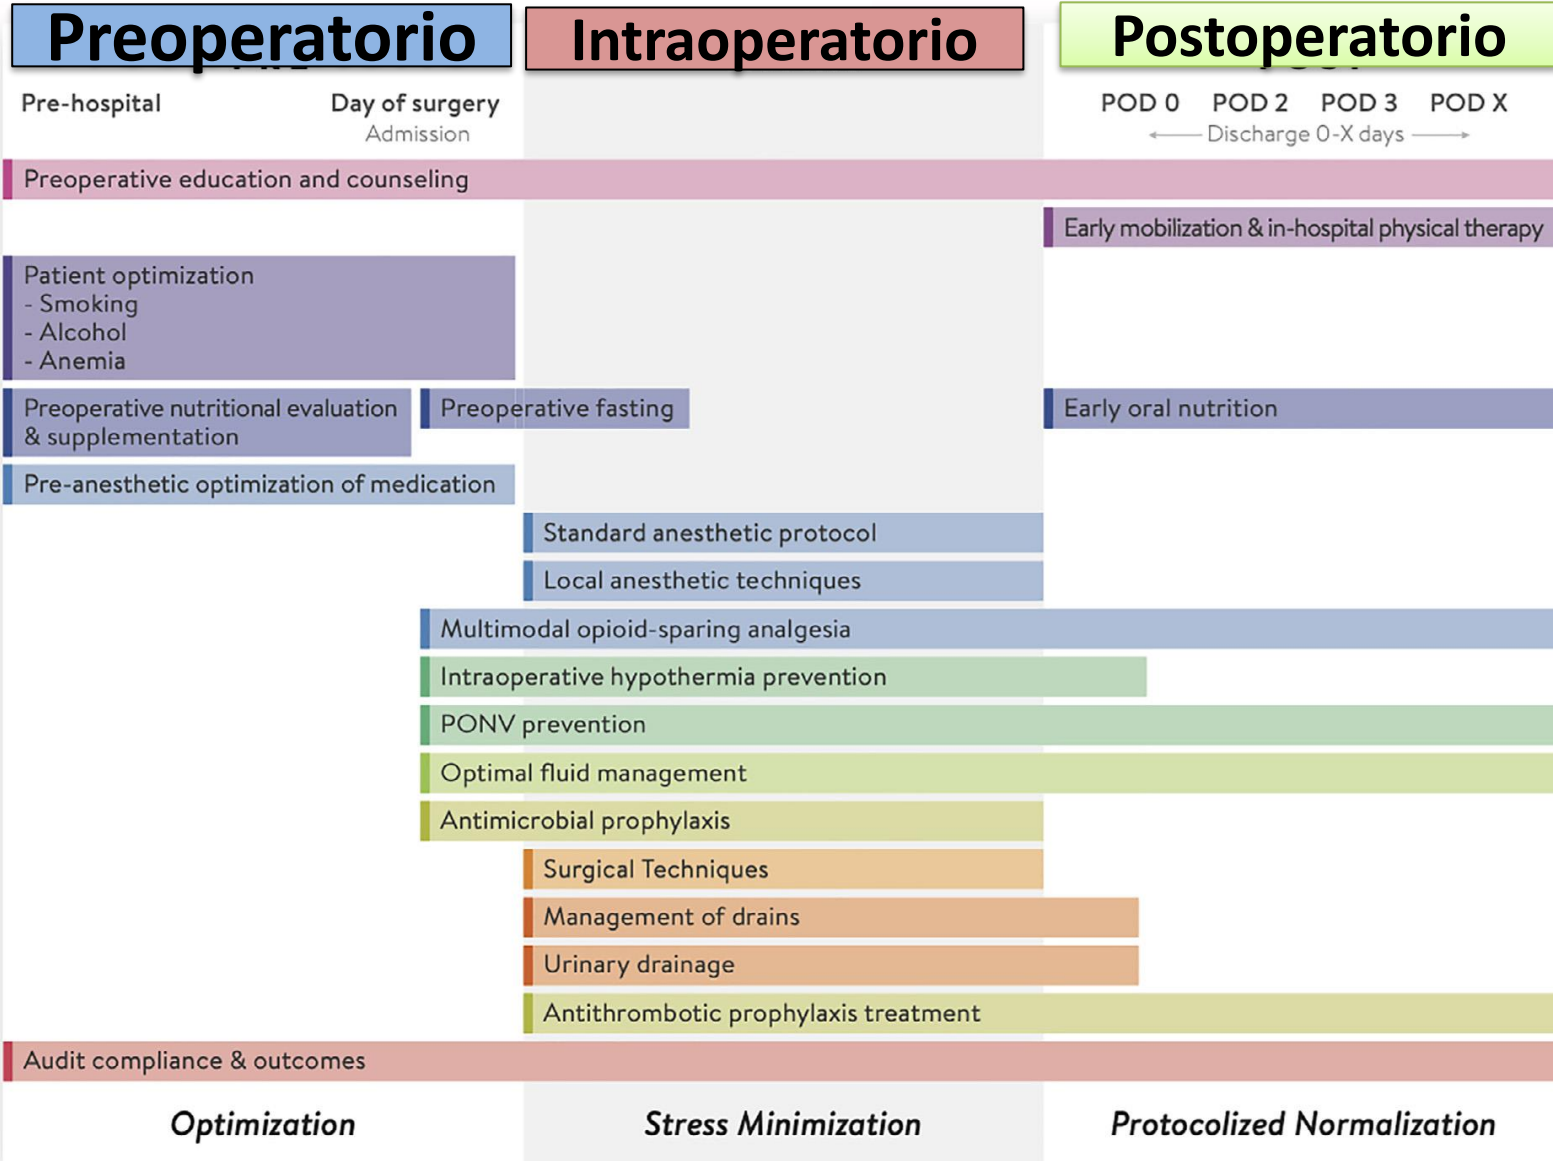 Preoperatorio
Intraoperatorio
Postoperatorio
Pre-hospital
Day of surgery
Admission
POD 0 POD 2 POD 3 POD X
Discharge 0-X days
Preoperative education and counseling
Early mobilization & in-hospital physical therapy
Patient optimization
- Smoking
- Alcohol
- Anemia
Preoperative nutritional evaluation
& supplementation
Preoperative fasting
Early oral nutrition
Pre-anesthetic optimization of medication
Standard anesthetic protocol
Local anesthetic techniques
Multimodal opioid-sparing analgesia
Intraoperative hypothermia prevention
PONV prevention
Optimal fluid management
Antimicrobial prophylaxis
Surgical Techniques
Management of drains
Urinary drainage
Antithrombotic prophylaxis treatment
Audit compliance & outcomes
Optimization
Stress Minimization
Protocolized Normalization